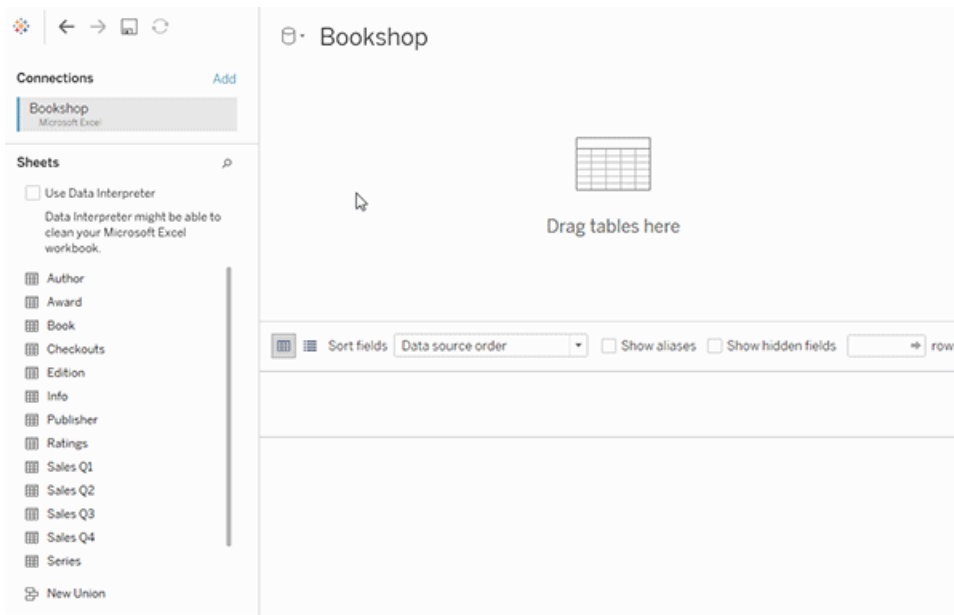 Bookshop
Connections
Add
Bookshop
Microsoft Excel
Sheets
Use Data Interpreter
Data Interpreter might be able to
clean your Microsoft Excel
workbook.
Author
Award
Book
Checkouts
Edition
Info
Publisher
Ratings
Sales Q1
Sales Q2
Sales Q3
Sales Q4
Series
New Union
Drag tables here
Sort fields Data source order Show aliases Show hidden fields row